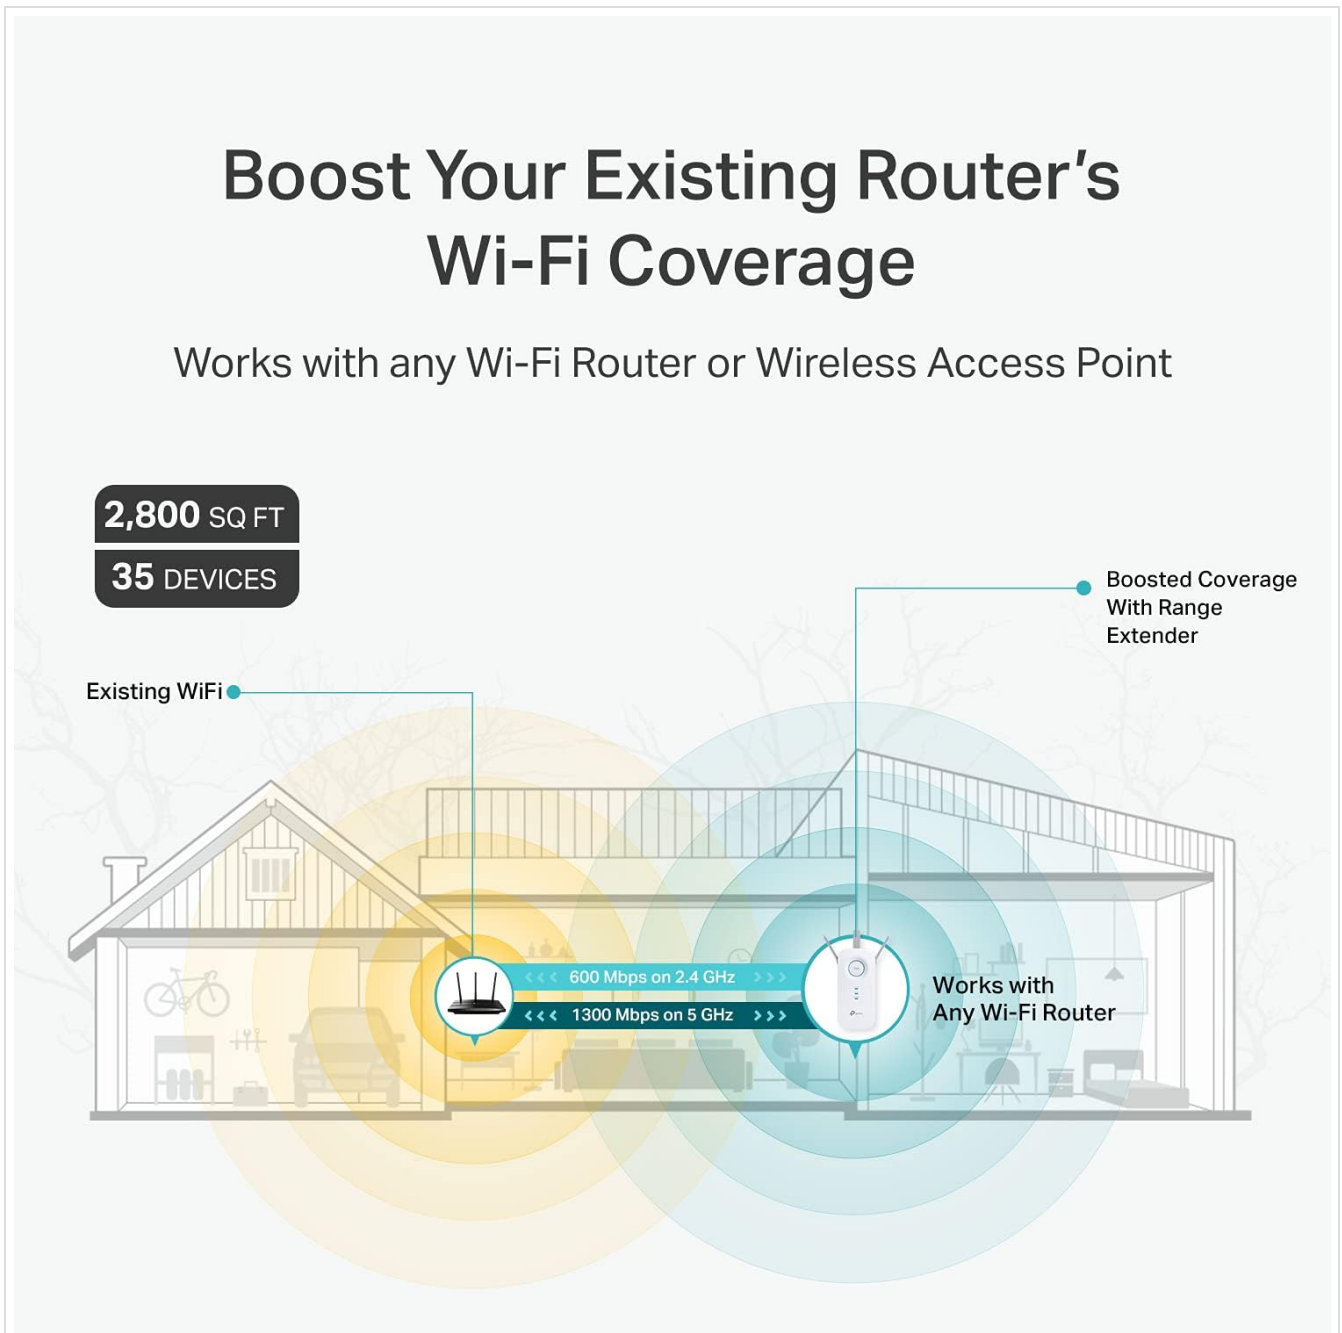 Boost Your Existing Router's
Wi-Fi Coverage
Works with any Wi-Fi Router or Wireless Access Point
2,800 SQ FT
35 DEVICES
Boosted Coverage
With Range
Extender
Existing WiFi
<<< 600 Mbps on 2.4 GHz >>>
<<< 1300 Mbps on 5 GHz >>>
Works with
Any Wi-Fi Router